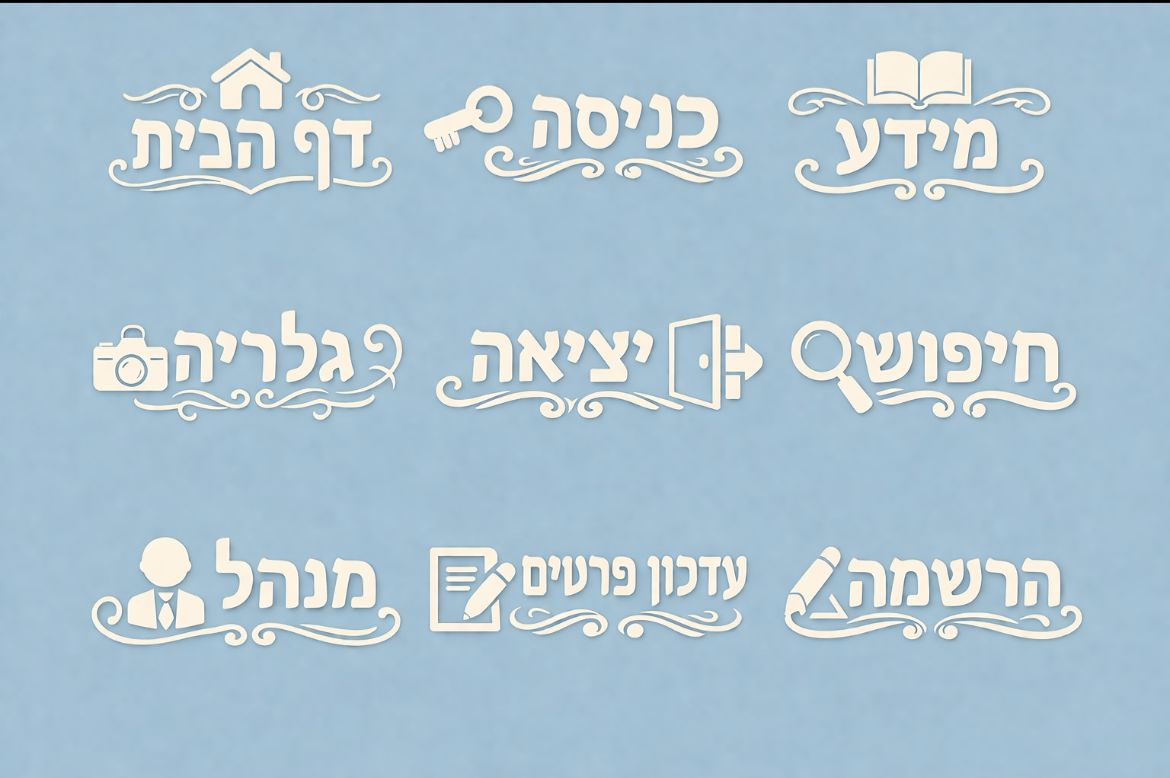 מידע
כניסה
דף הבית
חיפוש
יציאה
גלריה
הרשמה
עדכון פרטים
מנהל